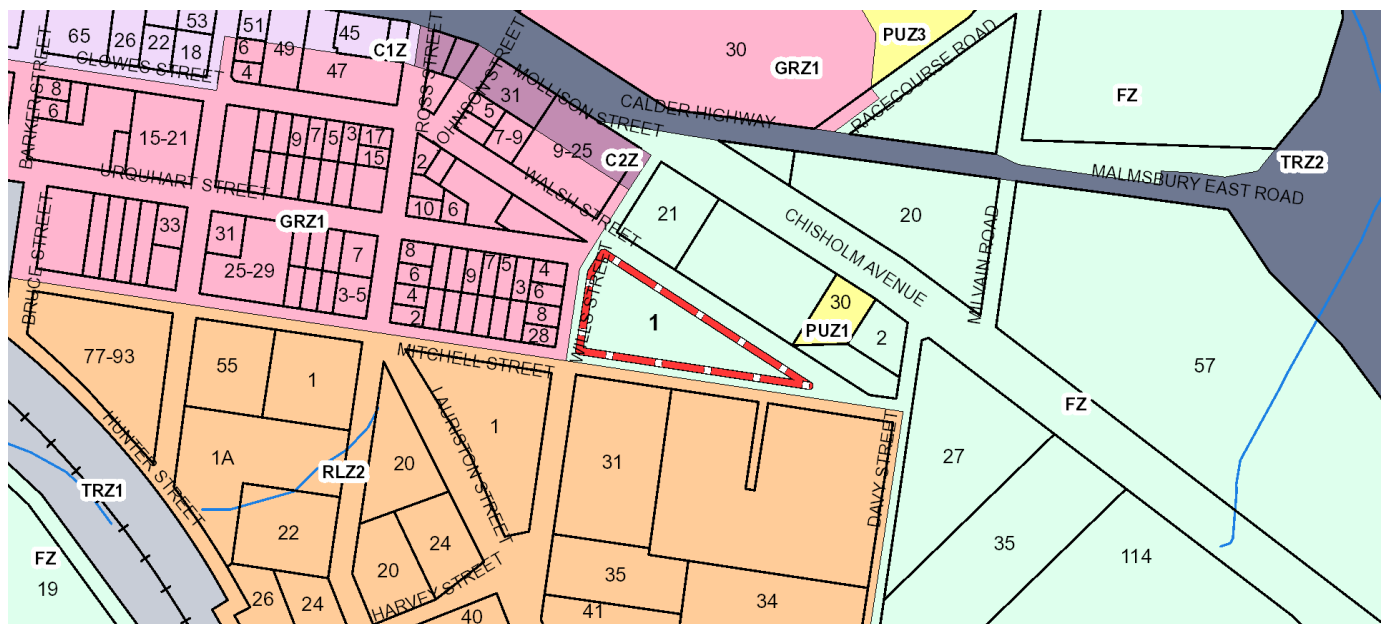 65
26
22
53
18
51
49
45
6
4
47
C1Z
CLOWES STREET
BARKER STREET
ROSS STREET
JOHNSON STREET
MOLLISON STREET
CALDER HIGHWAY
30
GRZ1
PUZ3
RACECOURSE ROAD
FZ
TRZ2
MALMSBURY EAST ROAD
31
5
7-9
9-25
C2Z
8
6
15-21
9
7
5
3
17
15
2
URQUHART STREET
WALSH STREET
10
6
GRZ1
33
31
25-29
7
3-5
BRUCE STREET
8
6
4
2
9
7
5
3
4
6
8
28
21
20
CHISHOLM AVENUE
MILVAIN ROAD
MILLS STREET
1
30
PUZ1
2
57
FZ
MITCHELL STREET
77-93
55
1
HUNTER STREET
1A
RLZ2
22
20
LAURISTON STREET
1
24
20
HARVEY STREET
26
24
40
31
35
41
34
DAVY STREET
27
35
114
TRZ1
FZ
19